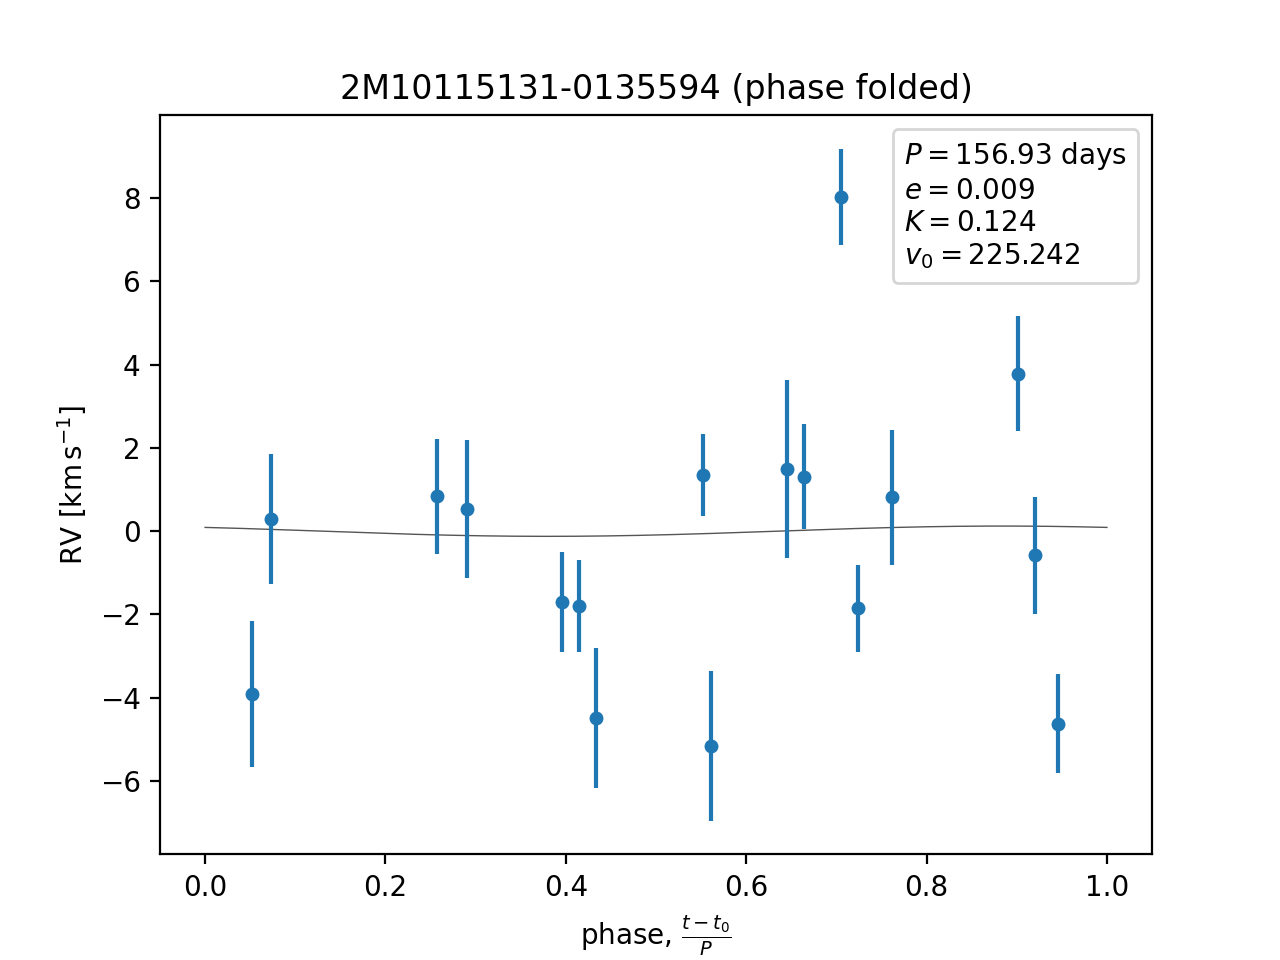 2M10115131-0135594 (phase folded)
P = 156.93 days
e = 0.009
K = 0.124
v₀ = 225.242
8
6
4
2
0
−2
−4
−6
RV [km s⁻¹]
0.0 0.2 0.4 0.6 0.8 1.0
phase, (t − t₀)/P